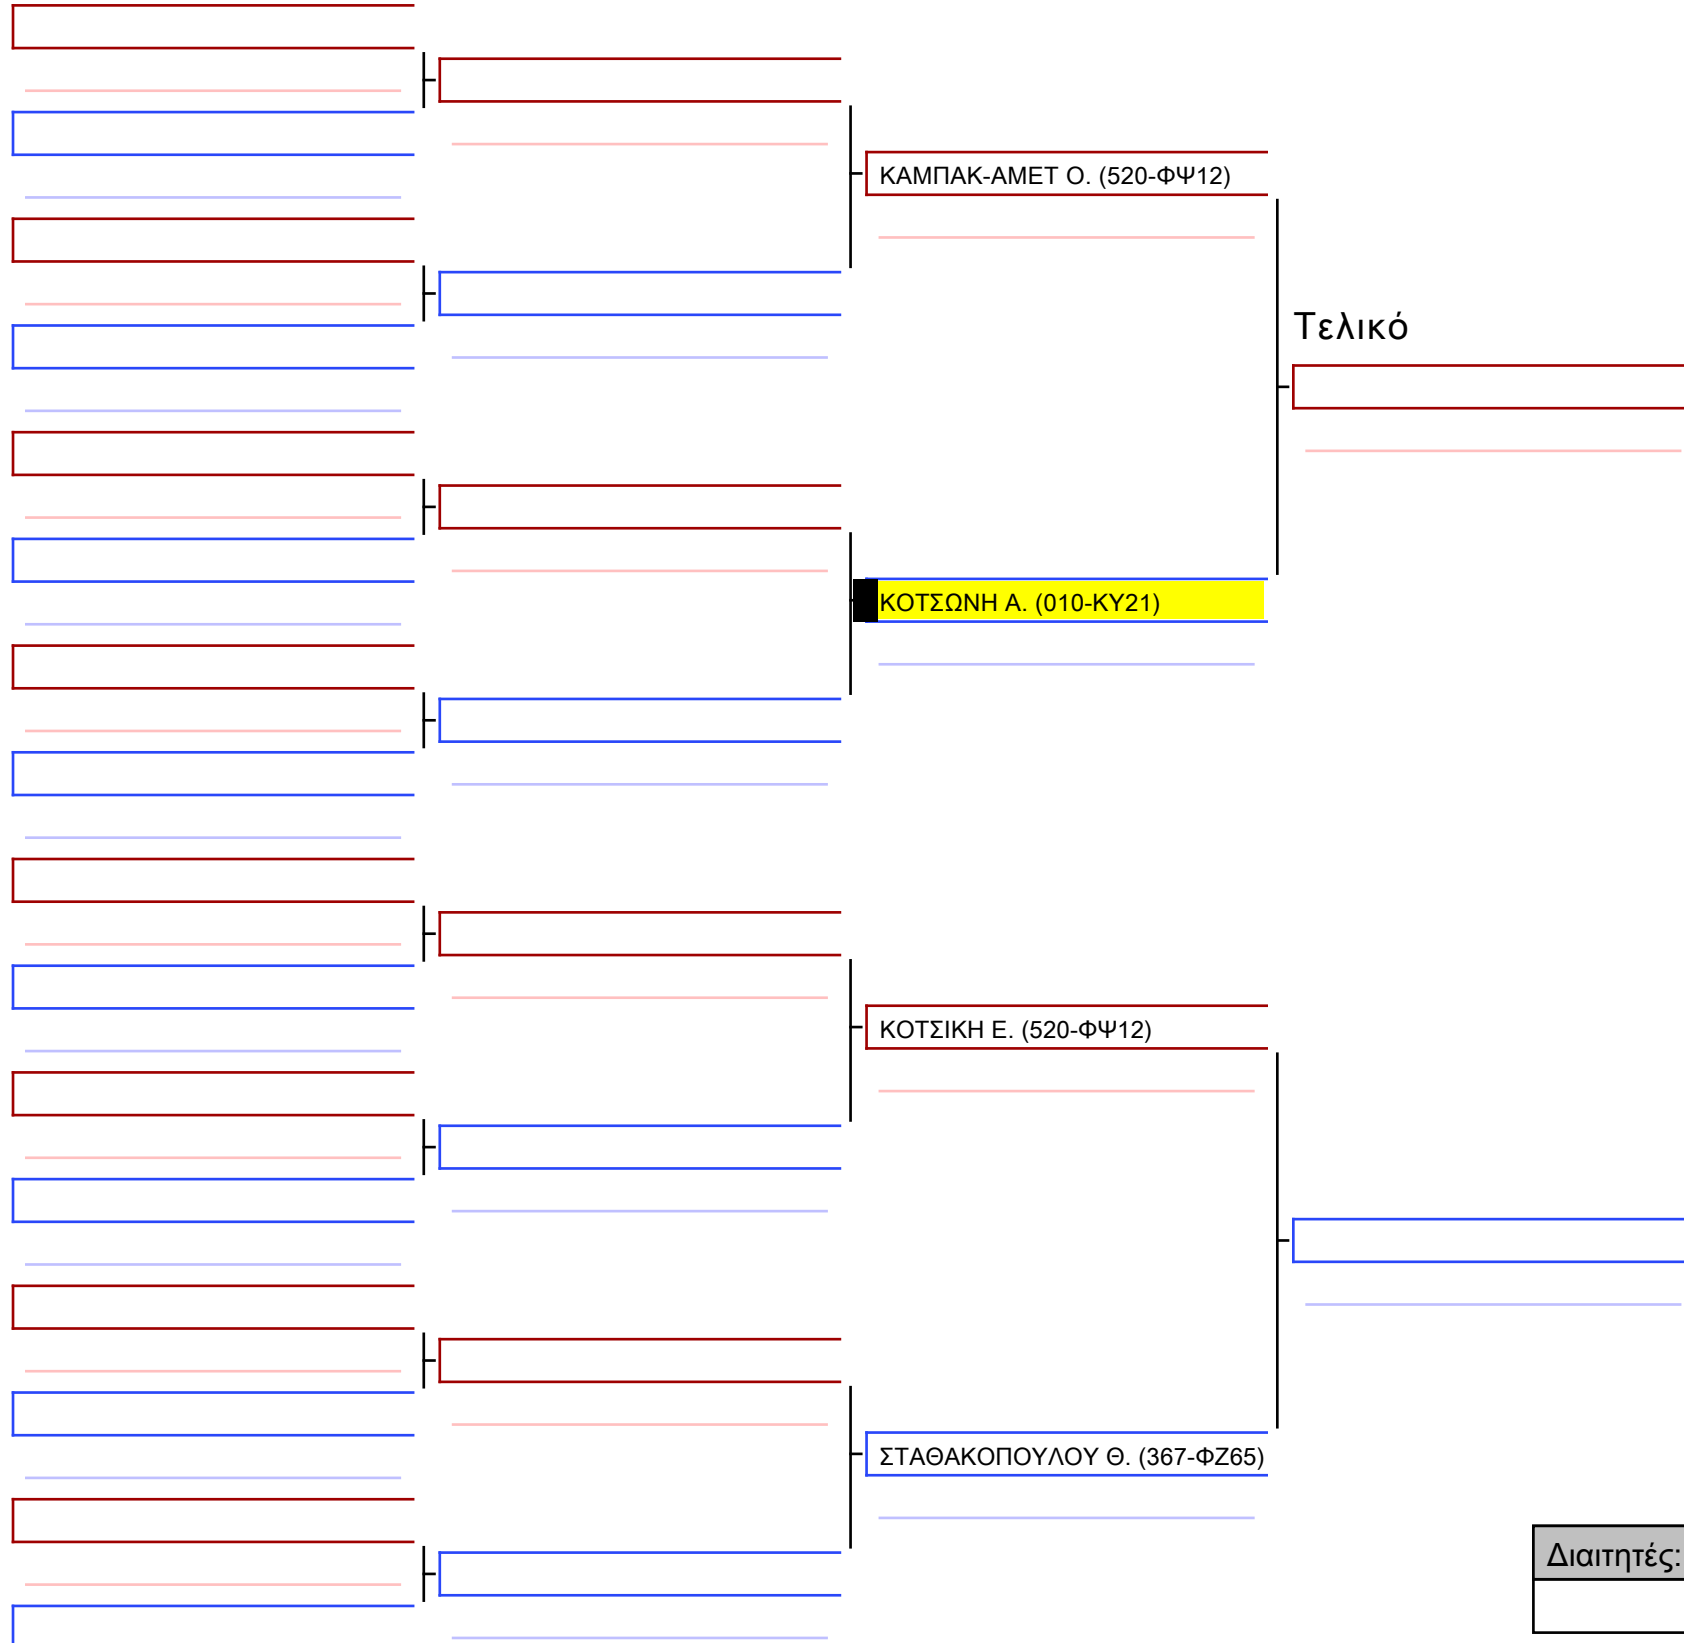 ΚΑΜΠΑΚ-ΑΜΕΤ Ο. (520-ΦΨ12)
Τελικό
ΚΟΤΣΩΝΗ Α. (010-ΚΥ21)
ΚΟΤΣΙΚΗ Ε. (520-ΦΨ12)
ΣΤΑΘΑΚΟΠΟΥΛΟΥ Θ. (367-ΦΖ65)
Διαιτητές: